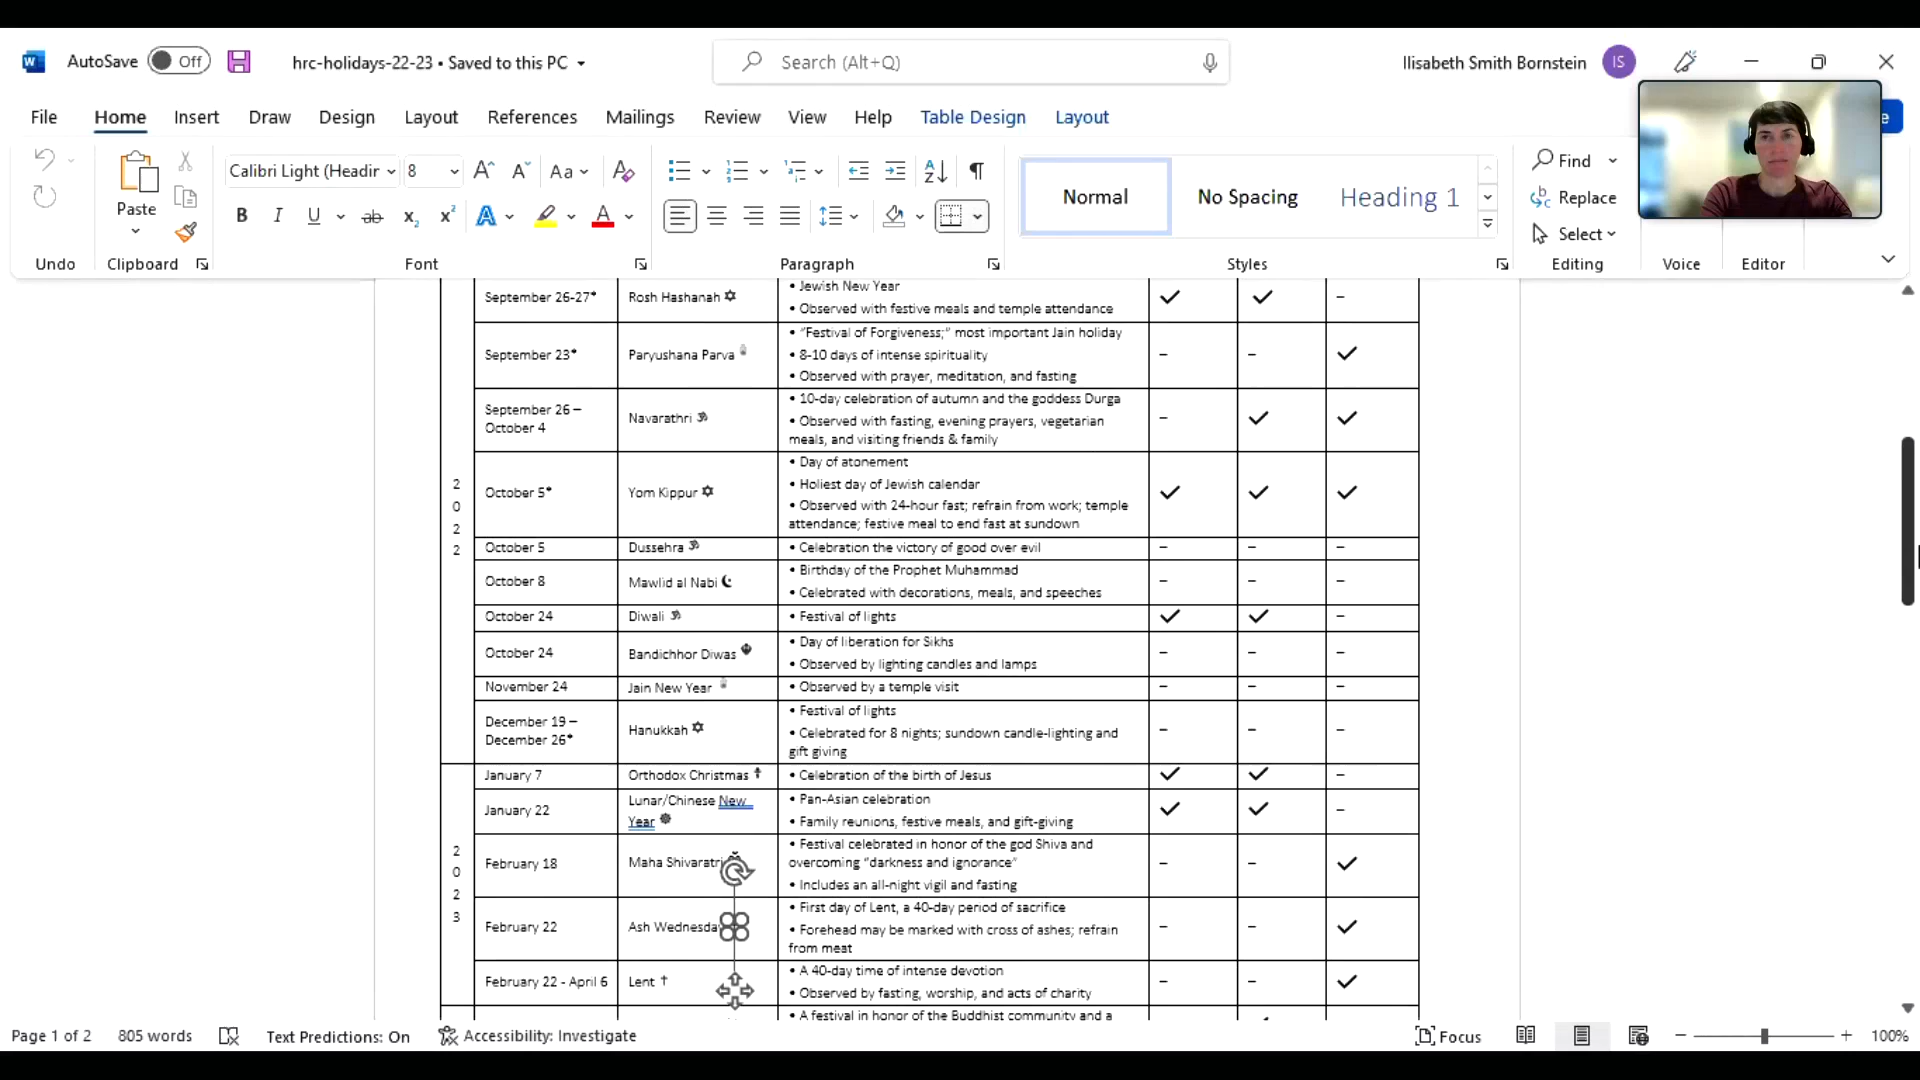 AutoSave Off hrc-holidays-22-23 • Saved to this PC Search (Alt+Q) Ilisabeth Smith Bornstein IS
File Home Insert Draw Design Layout References Mailings Review View Help Table Design Layout
Calibri Light (Headir 8 Aa
Paste
B I U ab x2 x2 A A
Normal No Spacing Heading 1
Find
Replace
Select
Undo Clipboard Font Paragraph Styles Editing Voice Editor
2022
September 26-27* Rosh Hashanah • Jewish New Year
• Observed with festive meals and temple attendance ✓ ✓ –
September 23* Paryushana Parva • "Festival of Forgiveness;" most important Jain holiday
• 8-10 days of intense spirituality
• Observed with prayer, meditation, and fasting – – ✓
September 26 –
October 4 Navarathri ॐ • 10-day celebration of autumn and the goddess Durga
• Observed with fasting, evening prayers, vegetarian
meals, and visiting friends & family – ✓ ✓
October 5* Yom Kippur • Day of atonement
• Holiest day of Jewish calendar
• Observed with 24-hour fast; refrain from work; temple
attendance; festive meal to end fast at sundown ✓ ✓ ✓
October 5 Dussehra ॐ • Celebration the victory of good over evil – – –
October 8 Mawlid al Nabi • Birthday of the Prophet Muhammad
• Celebrated with decorations, meals, and speeches – – –
October 24 Diwali ॐ • Festival of lights ✓ ✓ –
October 24 Bandichhor Diwas • Day of liberation for Sikhs
• Observed by lighting candles and lamps – – –
November 24 Jain New Year • Observed by a temple visit – – –
December 19 –
December 26* Hanukkah • Festival of lights
• Celebrated for 8 nights; sundown candle-lighting and
gift giving – – –
2023
January 7 Orthodox Christmas • Celebration of the birth of Jesus ✓ ✓ –
January 22 Lunar/Chinese New
Year • Pan-Asian celebration
• Family reunions, festive meals, and gift-giving ✓ ✓ –
February 18 Maha Shivaratri • Festival celebrated in honor of the god Shiva and
overcoming "darkness and ignorance"
• Includes an all-night vigil and fasting – – ✓
February 22 Ash Wednesda • First day of Lent, a 40-day period of sacrifice
• Forehead may be marked with cross of ashes; refrain
from meat – – ✓
February 22 - April 6 Lent • A 40-day time of intense devotion
• Observed by fasting, worship, and acts of charity – – ✓
• A festival in honor of the Buddhist community and a
Page 1 of 2 805 words Text Predictions: On Accessibility: Investigate Focus 100%